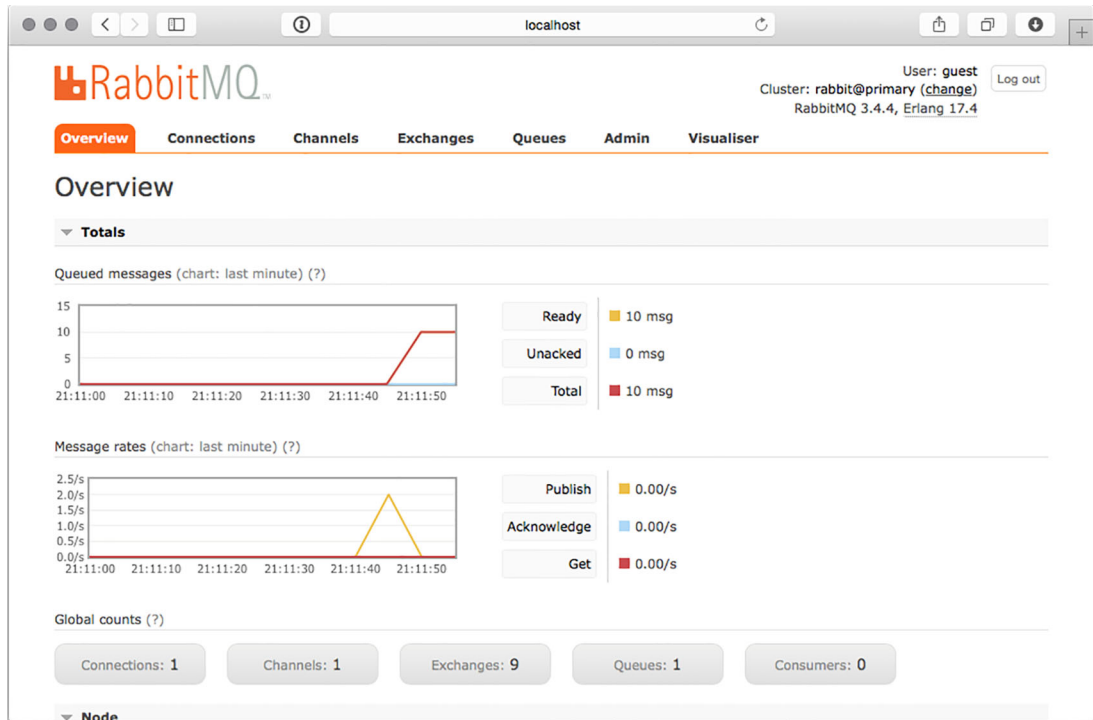 localhost
RabbitMQ™
User: guest
Cluster: rabbit@primary (change)
RabbitMQ 3.4.4, Erlang 17.4
Log out
Overview Connections Channels Exchanges Queues Admin Visualiser
Overview
Totals
Queued messages (chart: last minute) (?)
15
10
5
0
21:11:00 21:11:10 21:11:20 21:11:30 21:11:40 21:11:50
Ready 10 msg
Unacked 0 msg
Total 10 msg
Message rates (chart: last minute) (?)
2.5/s
2.0/s
1.5/s
1.0/s
0.5/s
0.0/s
21:11:00 21:11:10 21:11:20 21:11:30 21:11:40 21:11:50
Publish 0.00/s
Acknowledge 0.00/s
Get 0.00/s
Global counts (?)
Connections: 1 Channels: 1 Exchanges: 9 Queues: 1 Consumers: 0
Node